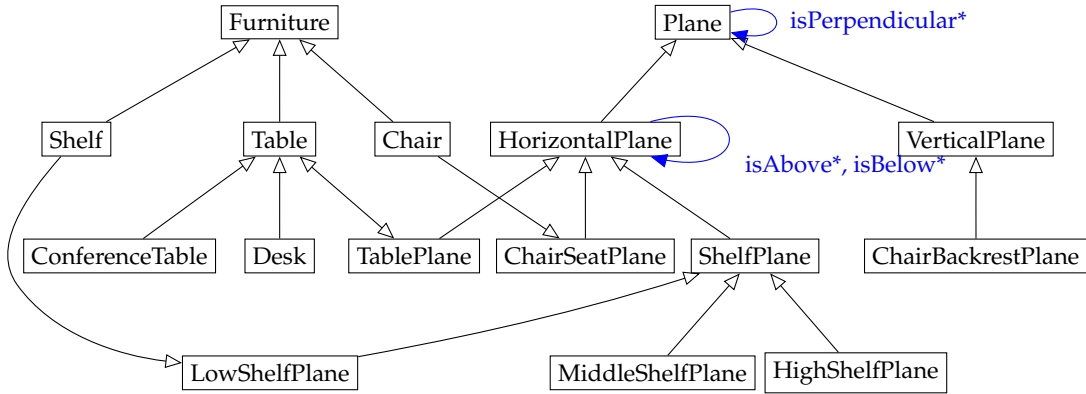 Furniture
Plane
isPerpendicular*
Shelf
Table
Chair
HorizontalPlane
VerticalPlane
isAbove*, isBelow*
ConferenceTable
Desk
TablePlane
ChairSeatPlane
ShelfPlane
ChairBackrestPlane
LowShelfPlane
MiddleShelfPlane
HighShelfPlane